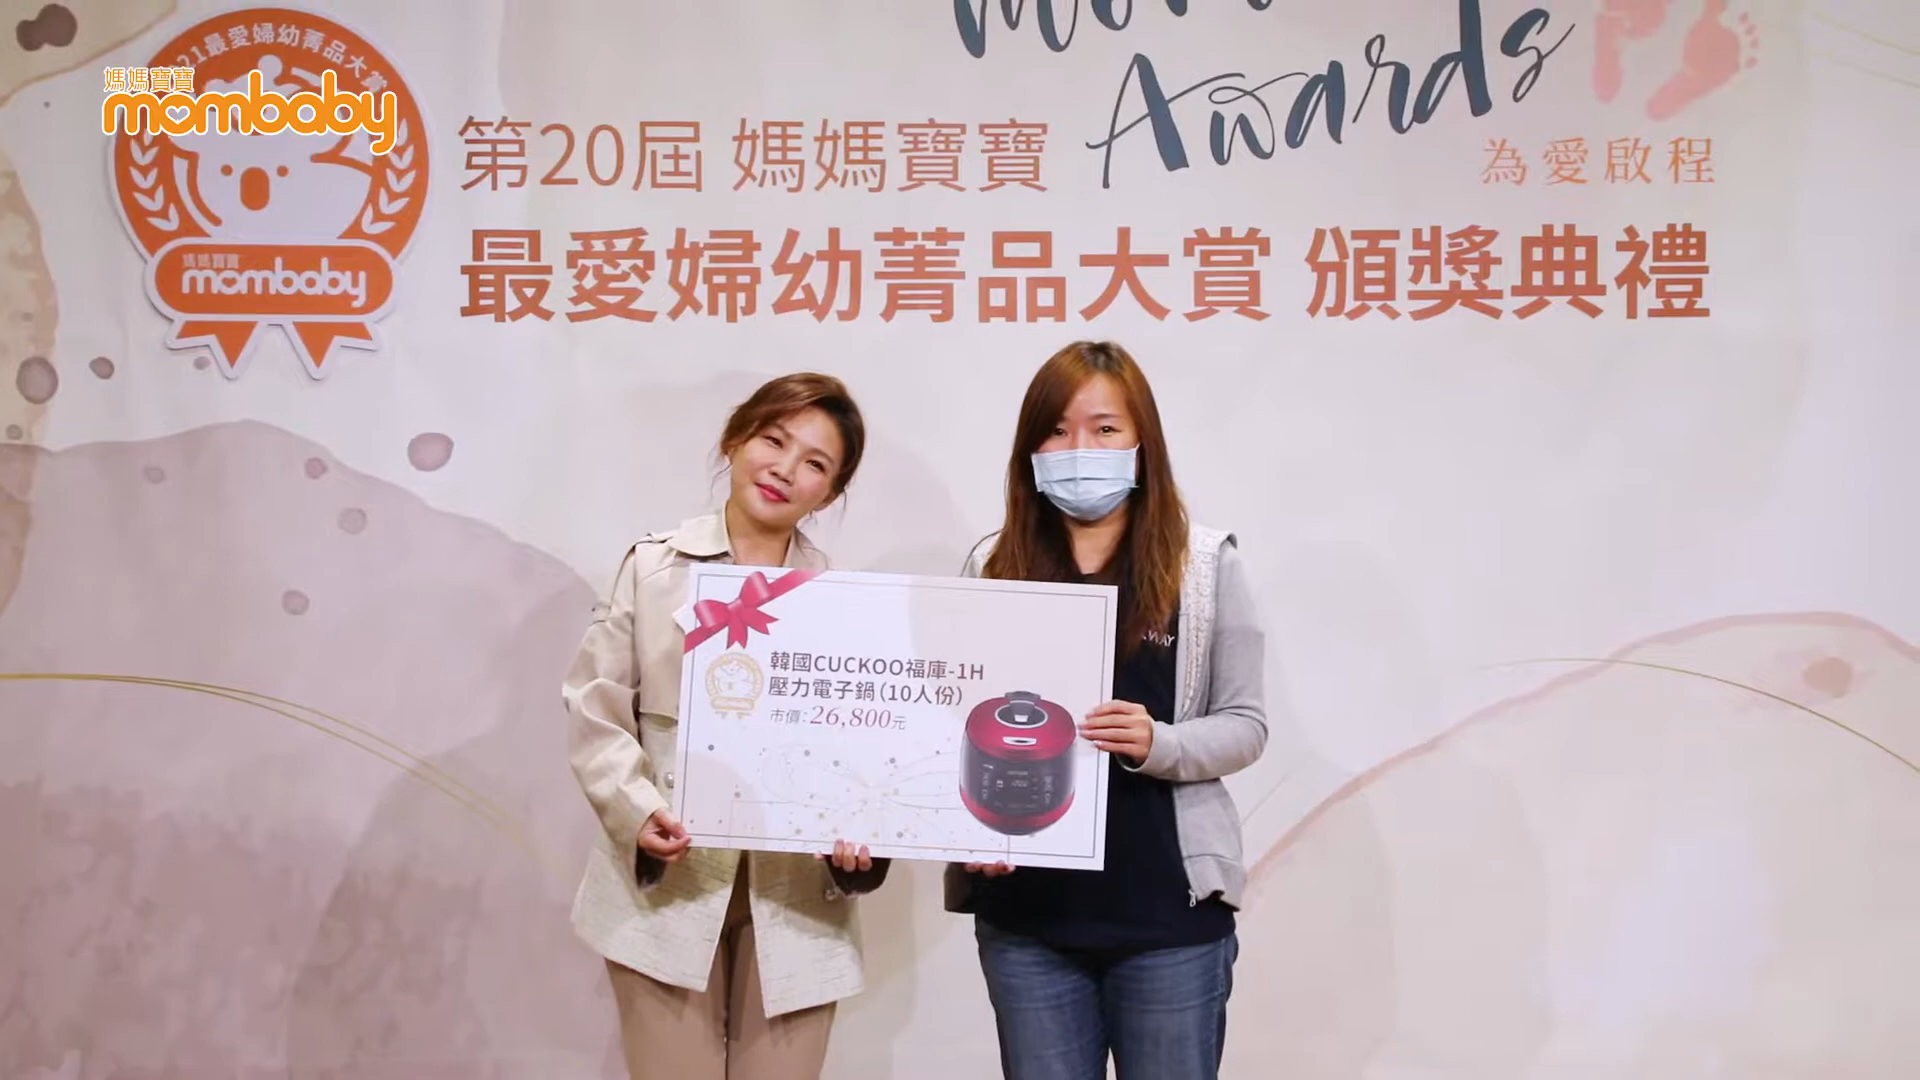 媽媽寶寶
mombaby
2021最愛婦幼菁品大賞
媽媽寶寶
mombaby
Awards
為愛啟程
第20屆 媽媽寶寶
最愛婦幼菁品大賞 頒獎典禮
韓國CUCKOO福庫-1H
壓力電子鍋(10人份)
市價:26,800元
WAY